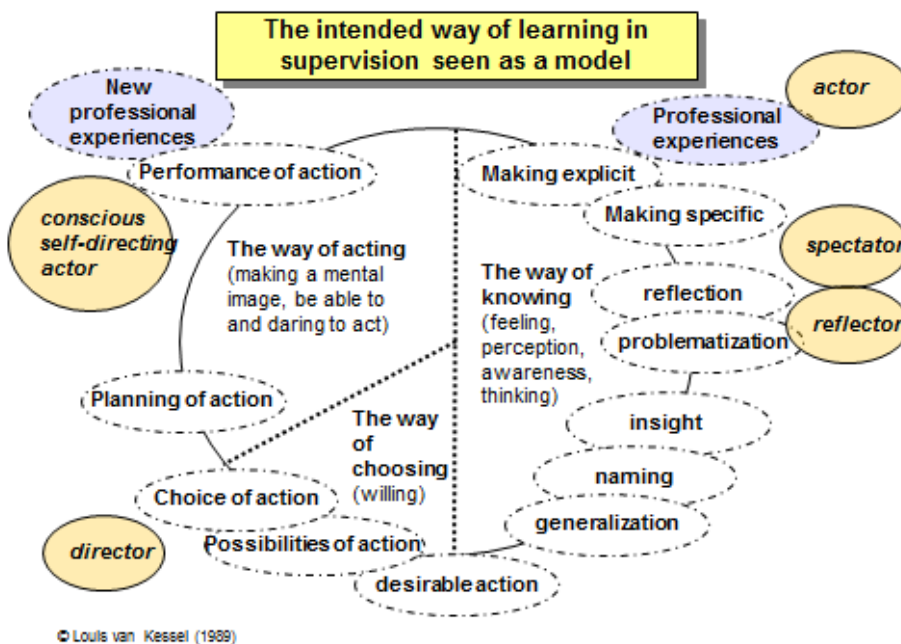 The intended way of learning in
supervision seen as a model
New
professional
experiences
Performance of action
conscious
self-directing
actor
The way of acting
(making a mental
image, be able to
and daring to act)
Planning of action
The way
of
choosing
(willing)
Choice of action
Possibilities of action
director
desirable action
actor
Professional
experiences
Making explicit
Making specific
spectator
The way of
knowing
(feeling,
perception,
awareness,
thinking)
reflection
reflector
problematization
insight
naming
generalization
© Louis van Kessel (1989)